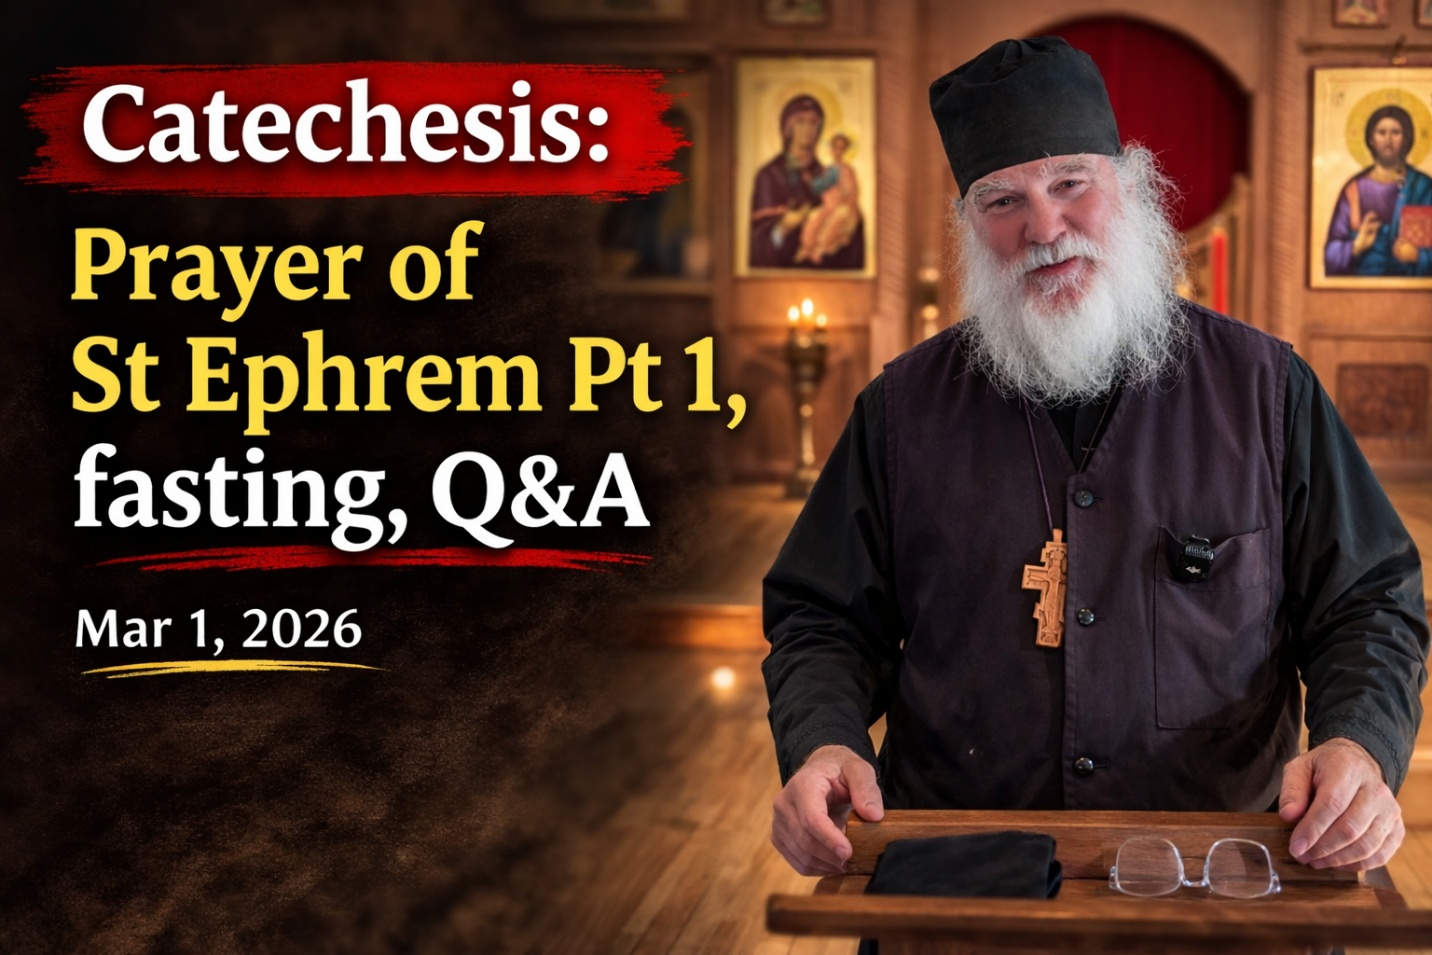 Catechesis:
Prayer of
St Ephrem Pt 1,
fasting, Q&A
Mar 1, 2026